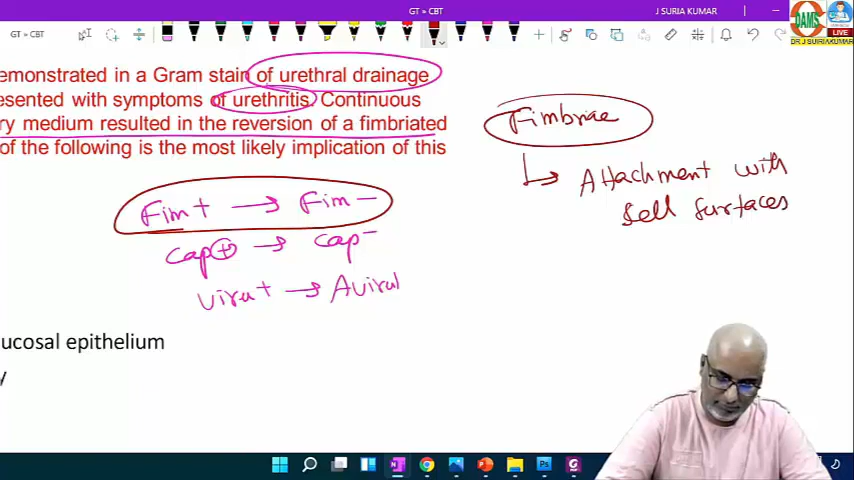 GT » CBT
J SURIA KUMAR
GT » CBT
DAMS
LIVE
DR J SURIAKUMAR
emonstrated in a Gram stain of urethral drainage
esented with symptoms of urethritis. Continuous
ry medium resulted in the reversion of a fimbriated
of the following is the most likely implication of this
Fimbriae
Attachment with
Sell surfaces
Fim+ → Fim-
Cap+ → Cap-
viru+ → Avirul
ucosal epithelium
y